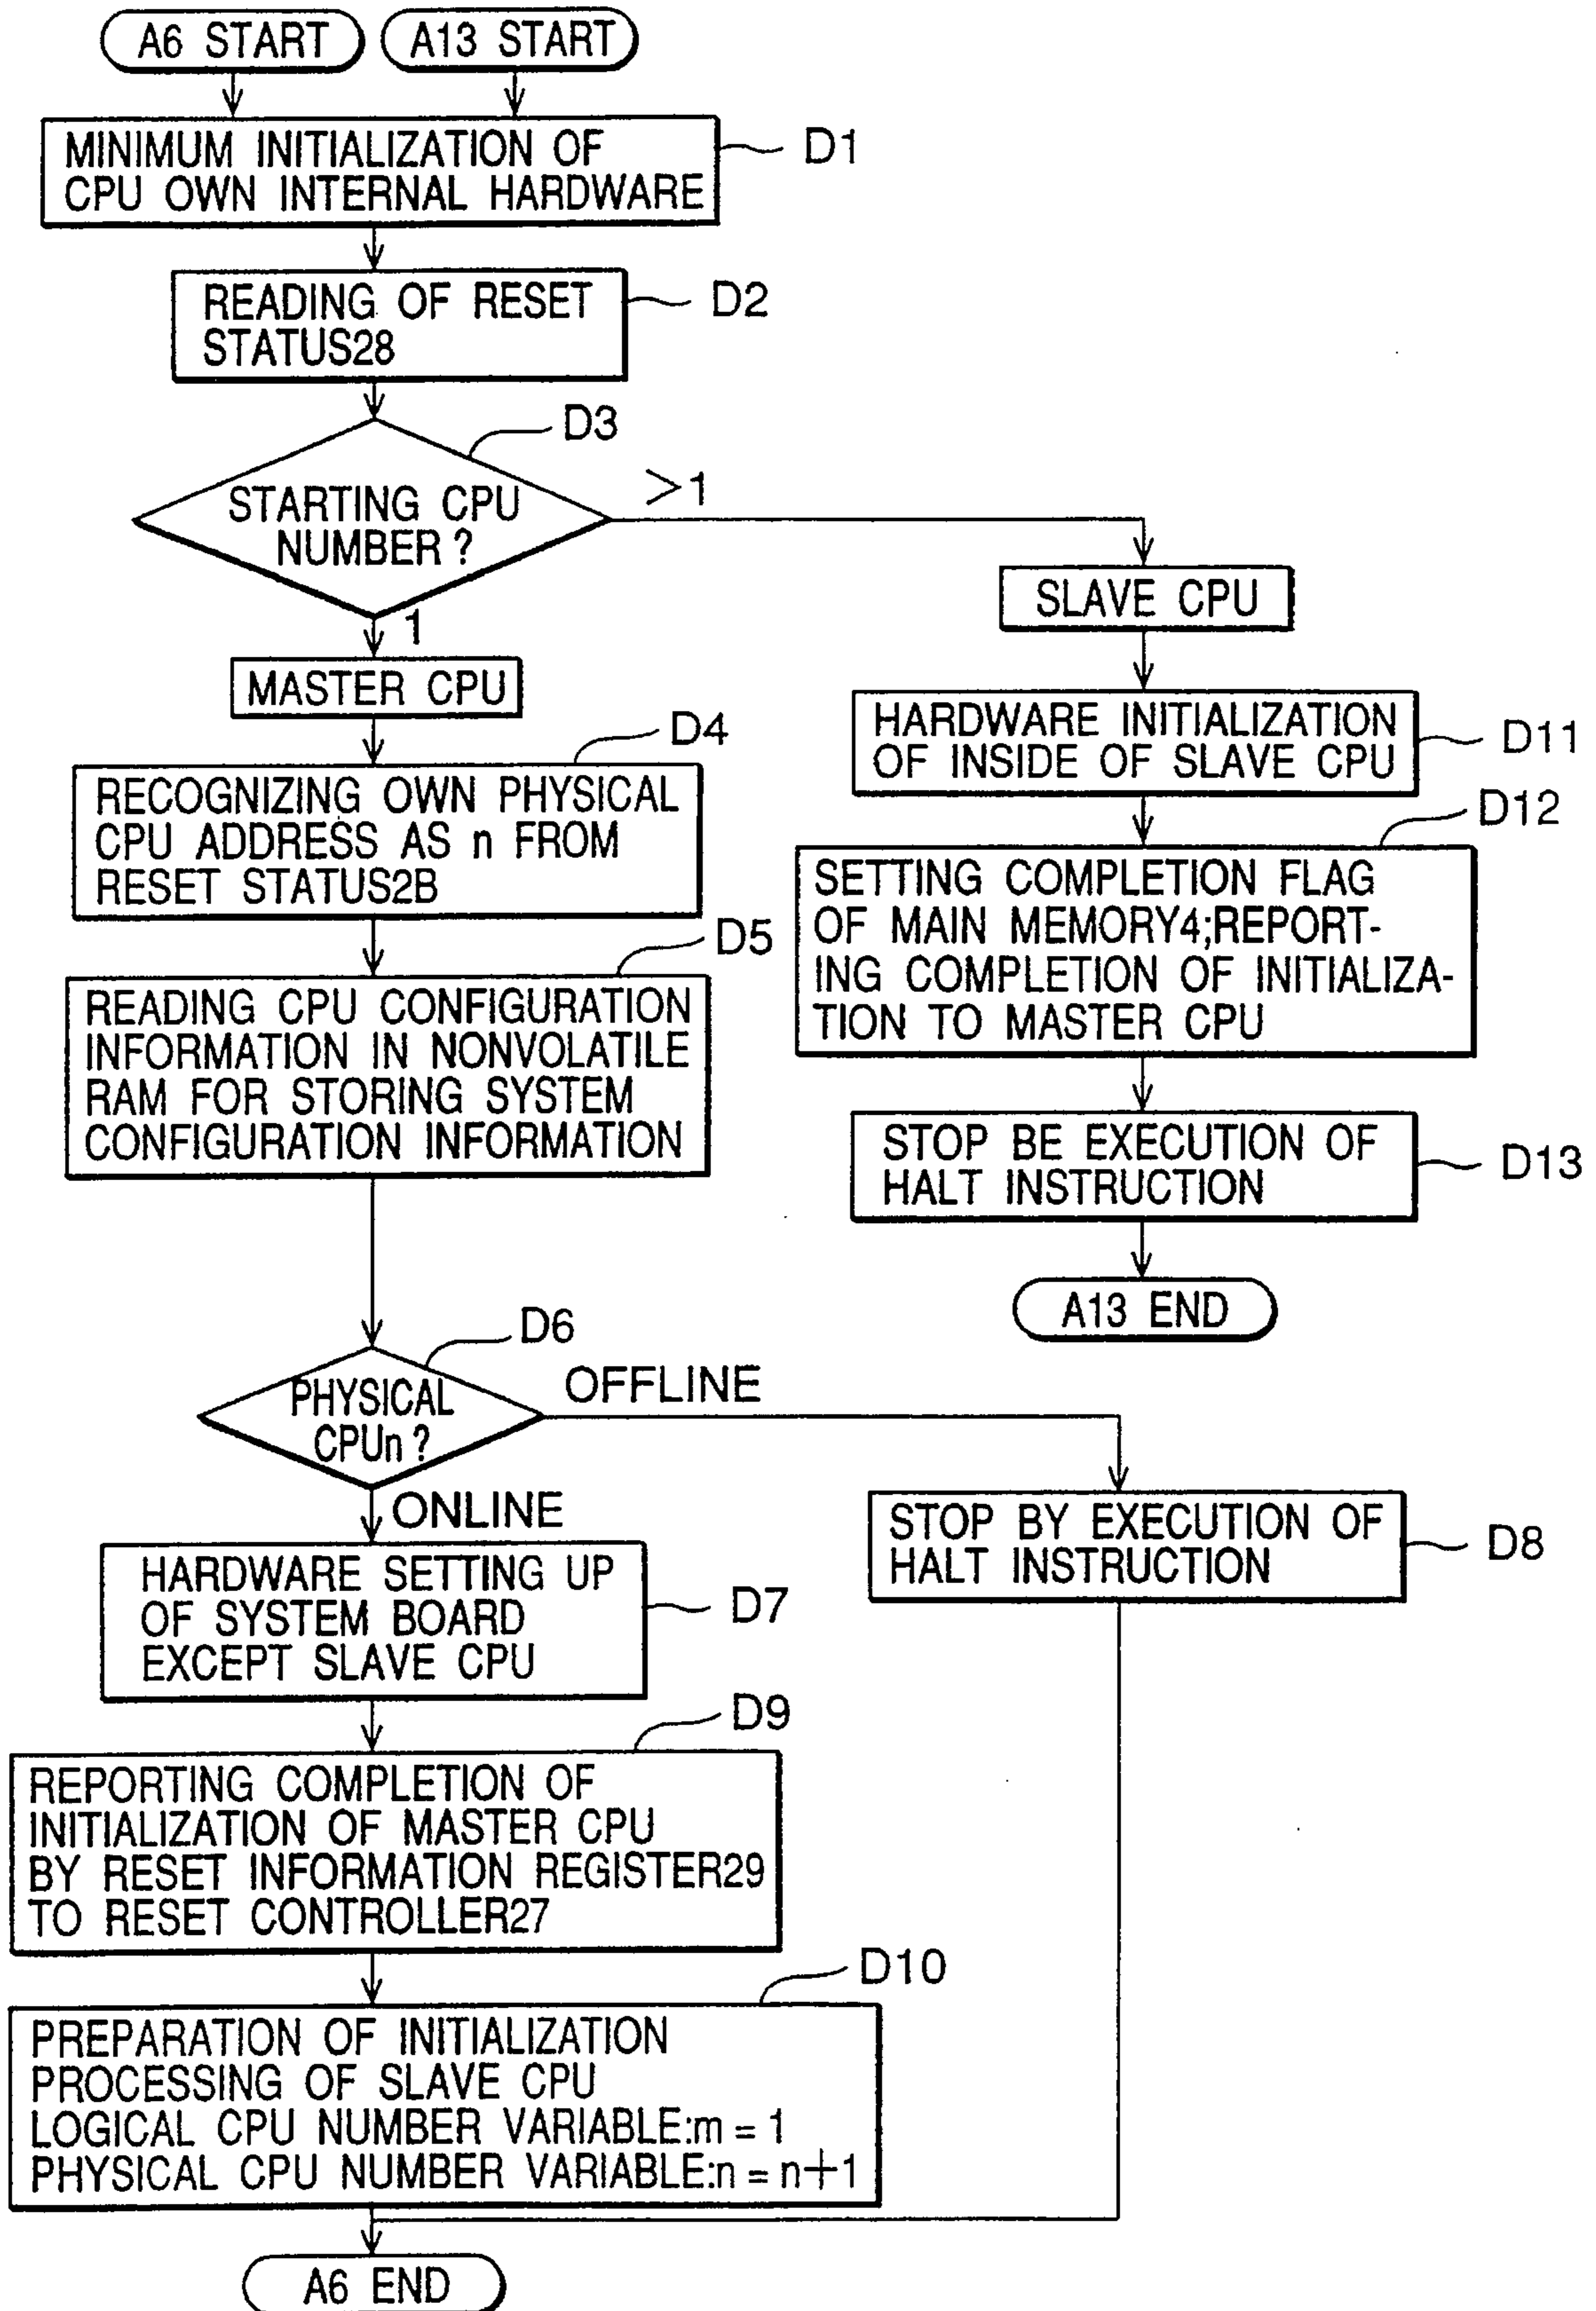 A6 START
A13 START
MINIMUM INITIALIZATION OF
CPU OWN INTERNAL HARDWARE
D1
READING OF RESET
STATUS28
D2
D3
STARTING CPU
NUMBER?
>1
1
MASTER CPU
D4
RECOGNIZING OWN PHYSICAL
CPU ADDRESS AS n FROM
RESET STATUS2B
D5
READING CPU CONFIGURATION
INFORMATION IN NONVOLATILE
RAM FOR STORING SYSTEM
CONFIGURATION INFORMATION
SLAVE CPU
HARDWARE INITIALIZATION
OF INSIDE OF SLAVE CPU
D11
D12
SETTING COMPLETION FLAG
OF MAIN MEMORY4;REPORT-
ING COMPLETION OF INITIALIZA-
TION TO MASTER CPU
STOP BE EXECUTION OF
HALT INSTRUCTION
D13
A13 END
D6
PHYSICAL
CPUn?
OFFLINE
ONLINE
STOP BY EXECUTION OF
HALT INSTRUCTION
D8
HARDWARE SETTING UP
OF SYSTEM BOARD
EXCEPT SLAVE CPU
D7
D9
REPORTING COMPLETION OF
INITIALIZATION OF MASTER CPU
BY RESET INFORMATION REGISTER29
TO RESET CONTROLLER27
D10
PREPARATION OF INITIALIZATION
PROCESSING OF SLAVE CPU
LOGICAL CPU NUMBER VARIABLE:m = 1
PHYSICAL CPU NUMBER VARIABLE:n = n+1
A6 END